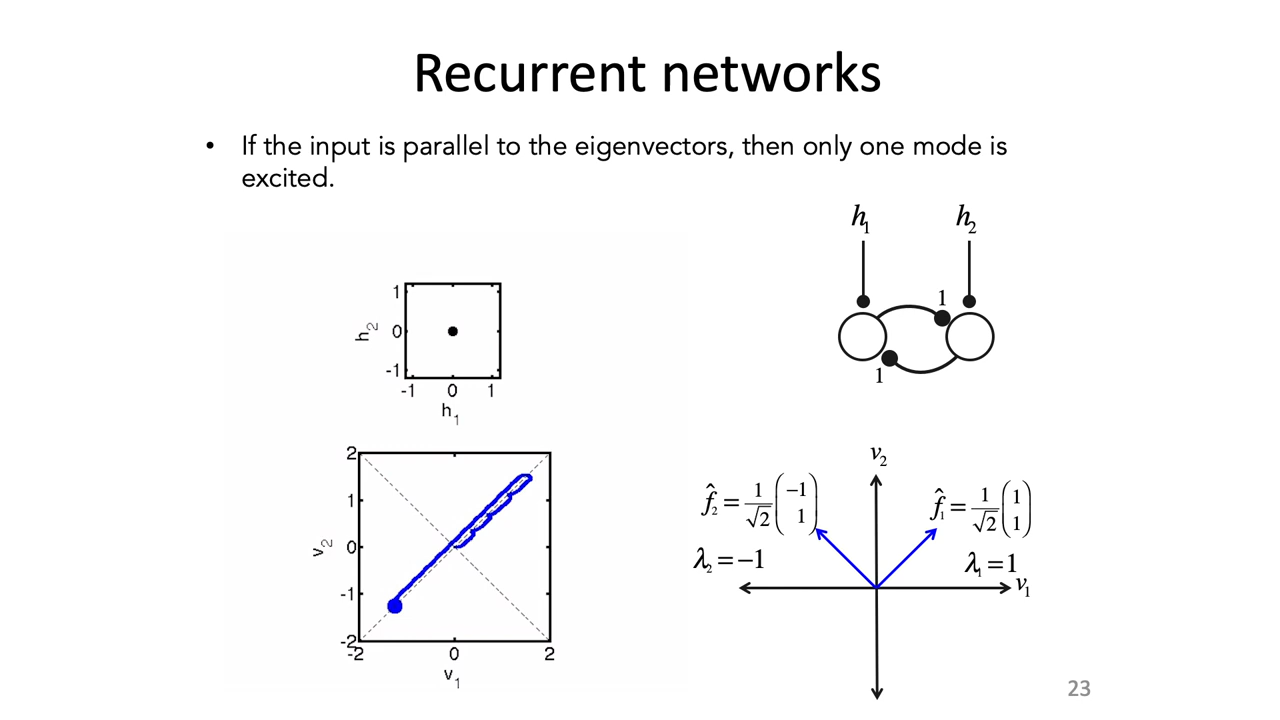 Recurrent networks
• If the input is parallel to the eigenvectors, then only one mode is
excited.
h₁ h₂
1
1
h₂
1
0
-1
-1 0 1
h₁
v₂
2
1
0
-1
-2
-2 0 2
v₁
v₂
f̂₂ = 1/√2 (−1 1)
λ₂ = −1
f̂₁ = 1/√2 (1 1)
λ₁ = 1
v₁
23